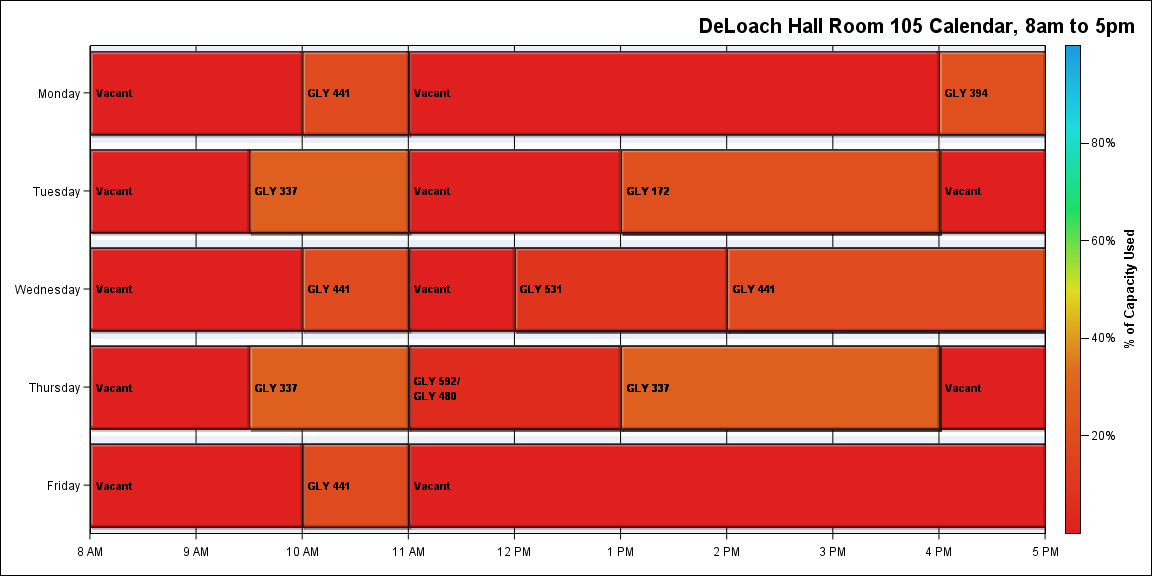 DeLoach Hall Room 105 Calendar, 8am to 5pm
Monday
Vacant
GLY 441
Vacant
GLY 394
Tuesday
Vacant
GLY 337
Vacant
GLY 172
Vacant
Wednesday
Vacant
GLY 441
Vacant
GLY 531
GLY 441
Thursday
Vacant
GLY 337
GLY 592/
GLY 480
GLY 337
Vacant
Friday
Vacant
GLY 441
Vacant
8 AM
9 AM
10 AM
11 AM
12 PM
1 PM
2 PM
3 PM
4 PM
5 PM
80%
60%
40%
20%
% of Capacity Used